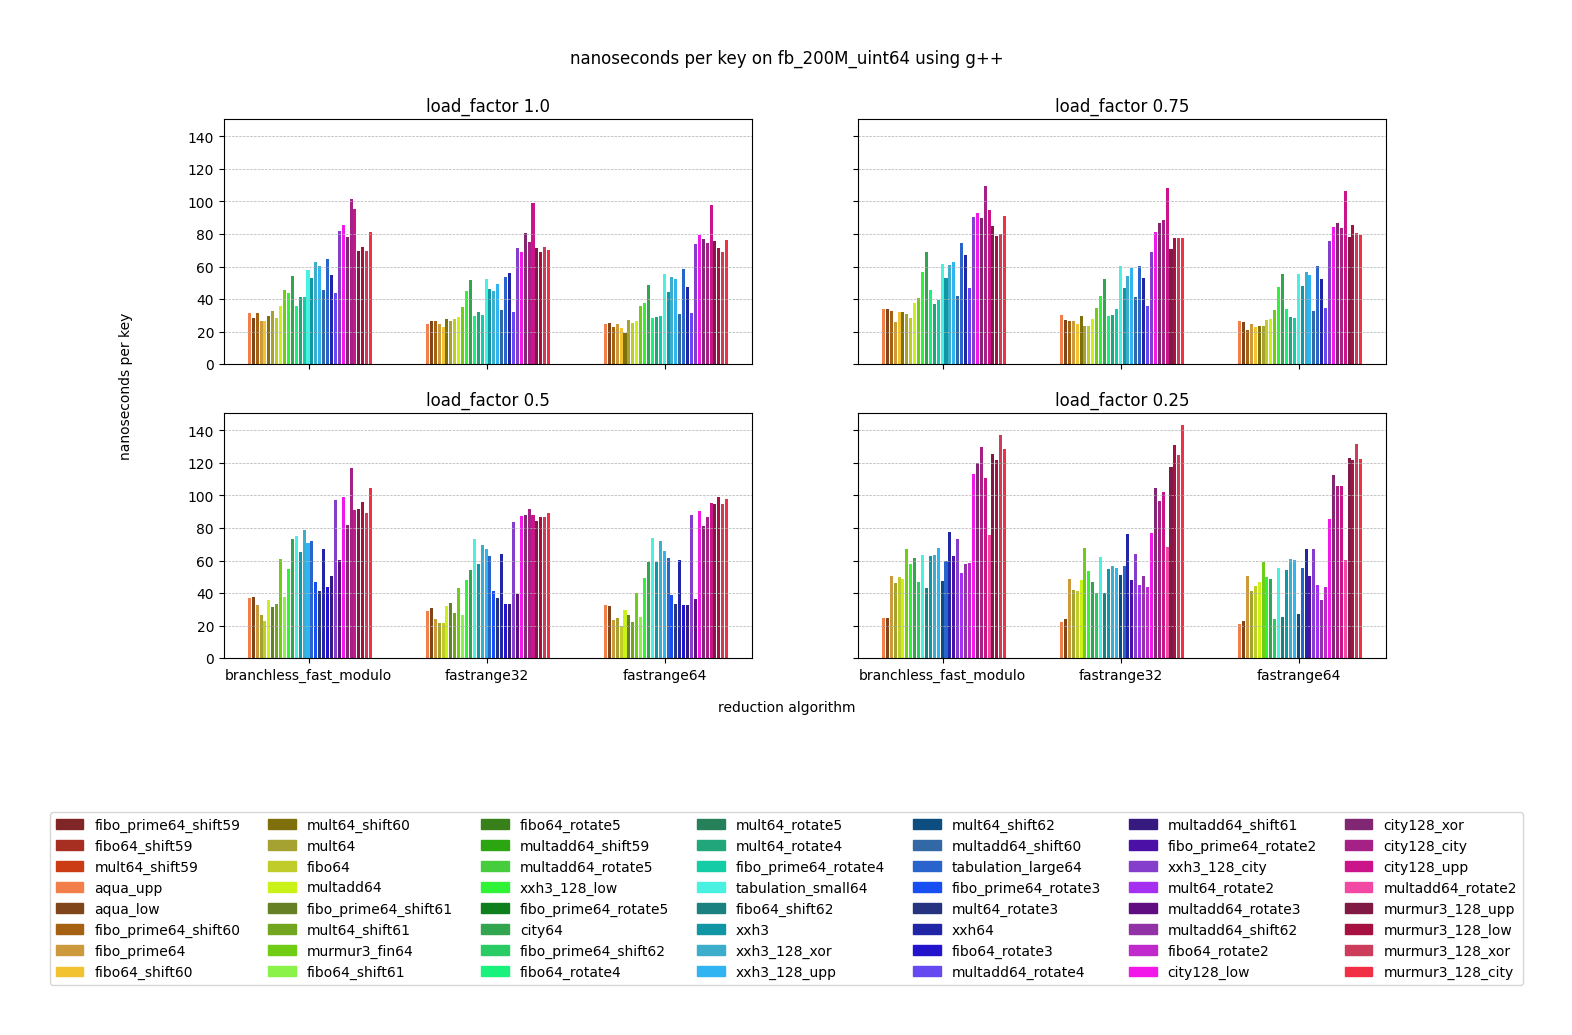 nanoseconds per key on fb_200M_uint64 using g++
load_factor 1.0
load_factor 0.75
140
120
100
80
60
40
20
0
load_factor 0.5
load_factor 0.25
140
120
100
80
60
40
20
0
nanoseconds per key
branchless_fast_modulo fastrange32 fastrange64
branchless_fast_modulo fastrange32 fastrange64
reduction algorithm
fibo_prime64_shift59 mult64_shift60 fibo64_rotate5 mult64_rotate5 mult64_shift62 multadd64_shift61 city128_xor
fibo64_shift59 mult64 multadd64_shift59 mult64_rotate4 multadd64_shift60 fibo_prime64_rotate2 city128_city
mult64_shift59 fibo64 multadd64_rotate5 fibo_prime64_rotate4 tabulation_large64 xxh3_128_city city128_upp
aqua_upp multadd64 xxh3_128_low tabulation_small64 fibo_prime64_rotate3 mult64_rotate2 multadd64_rotate2
aqua_low fibo_prime64_shift61 fibo_prime64_rotate5 fibo64_shift62 mult64_rotate3 multadd64_rotate3 murmur3_128_upp
fibo_prime64_shift60 mult64_shift61 city64 xxh3 xxh64 multadd64_shift62 murmur3_128_low
fibo_prime64 murmur3_fin64 fibo_prime64_shift62 xxh3_128_xor fibo64_rotate3 fibo64_rotate2 murmur3_128_xor
fibo64_shift60 fibo64_shift61 fibo64_rotate4 xxh3_128_upp multadd64_rotate4 city128_low murmur3_128_city